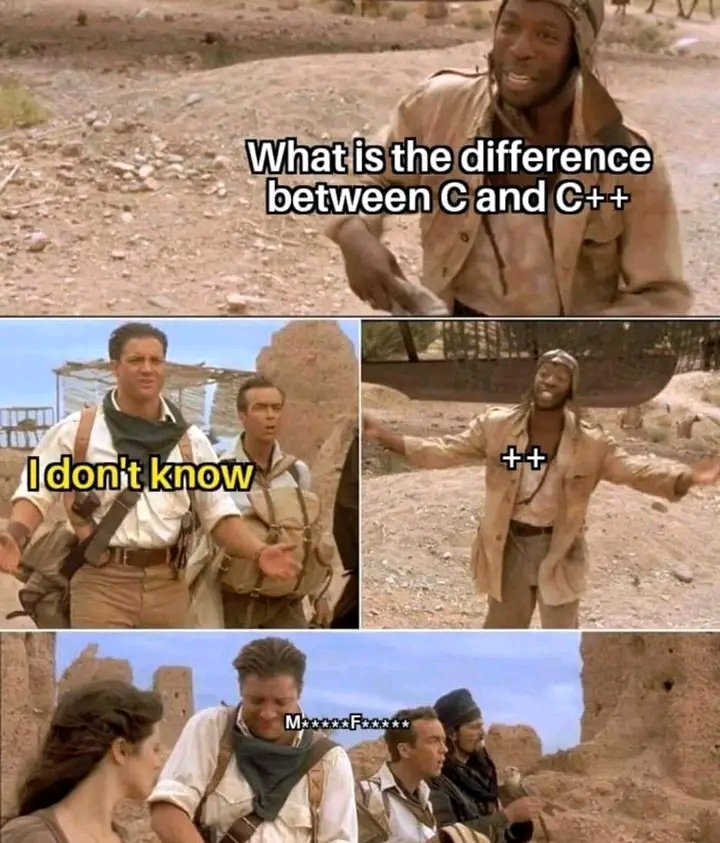 What is the difference
between C and C++
I don't know
++
M*****F*****